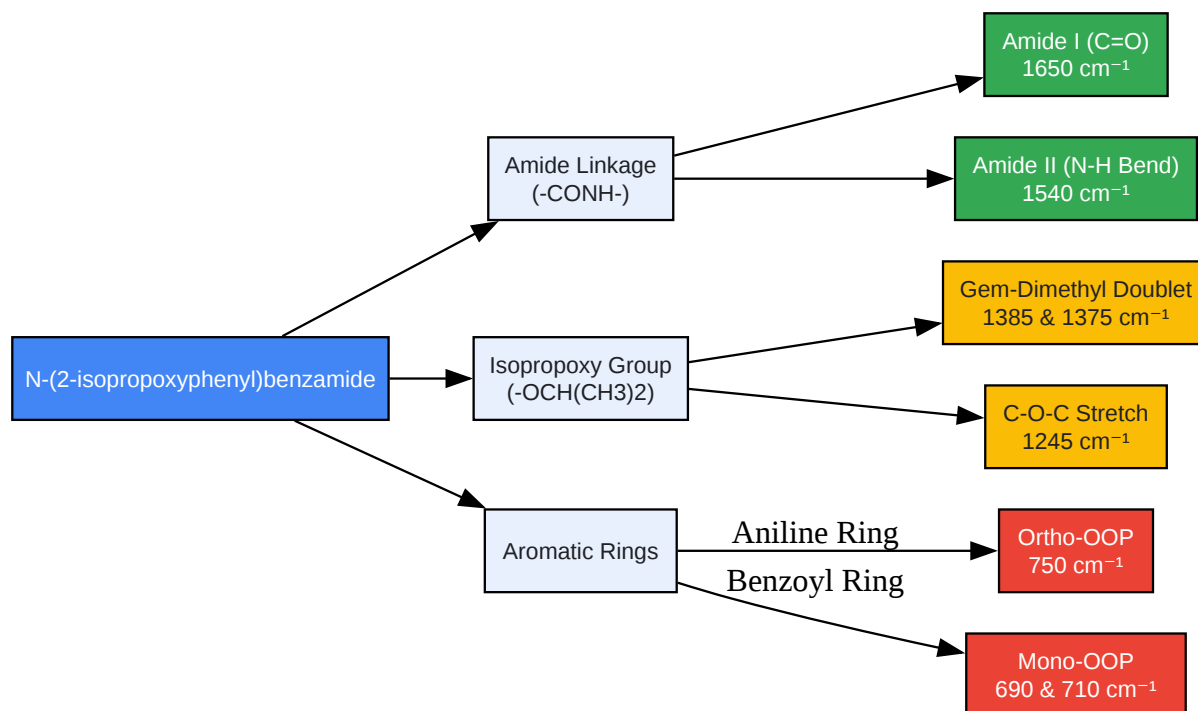 Amide I (C=O)
1650 cm⁻¹
Amide Linkage
(-CONH-)
Amide II (N-H Bend)
1540 cm⁻¹
Gem-Dimethyl Doublet
1385 & 1375 cm⁻¹
N-(2-isopropoxyphenyl)benzamide
Isopropoxy Group
(-OCH(CH3)2)
C-O-C Stretch
1245 cm⁻¹
Aromatic Rings
Aniline Ring
Ortho-OOP
750 cm⁻¹
Benzoyl Ring
Mono-OOP
690 & 710 cm⁻¹